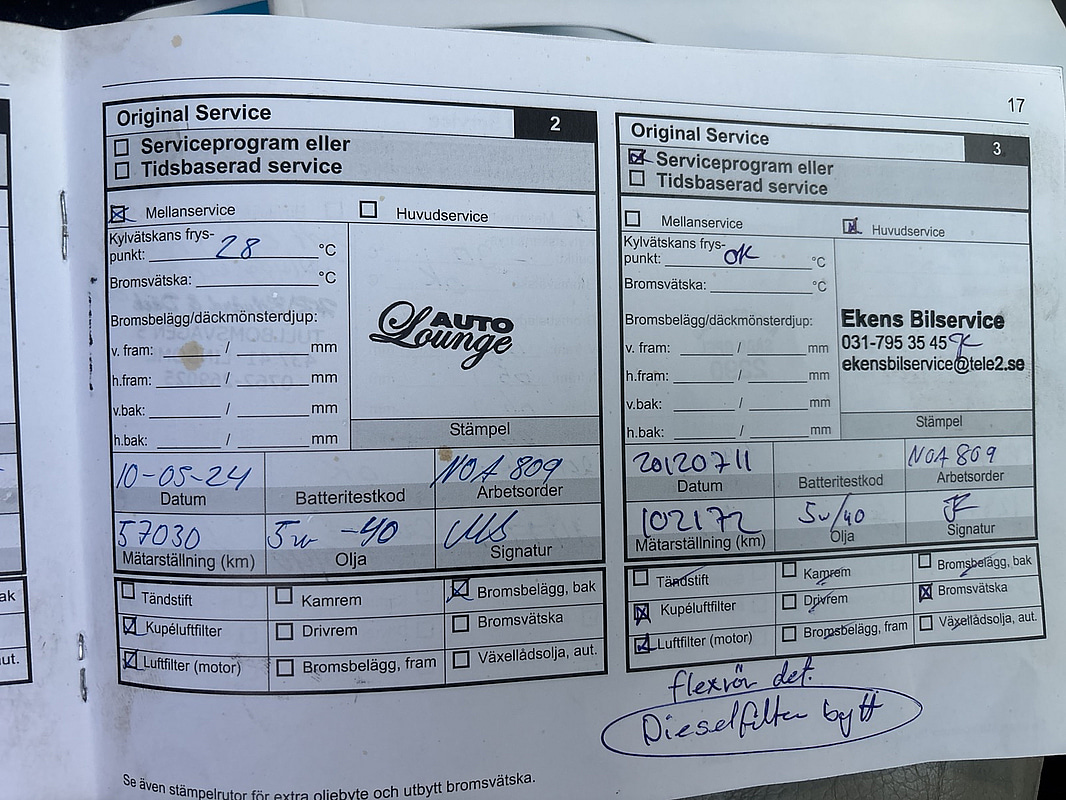 17
Original Service 2
Serviceprogram eller
Tidsbaserad service
Mellanservice Huvudservice
Kylvätskans frys-
punkt: 28 °C
Bromsvätska: °C
Bromsbelägg/däckmönsterdjup:
v. fram: / mm
h.fram: / mm
v.bak: / mm
h.bak: / mm
AUTO
Lounge
Stämpel
10-05-24 NOA 809
Datum Batteritestkod Arbetsorder
57030 5w -40
Mätarställning (km) Olja Signatur
Tändstift Kamrem Bromsbelägg, bak
Kupéluftfilter Drivrem Bromsvätska
Luftfilter (motor) Bromsbelägg, fram Växellådsolja, aut.
Se även stämpelrutor för extra oljebyte och utbytt bromsvätska.
Original Service 3
Serviceprogram eller
Tidsbaserad service
Mellanservice Huvudservice
Kylvätskans frys-
punkt: OK °C
Bromsvätska: °C
Bromsbelägg/däckmönsterdjup:
v. fram: / mm
h.fram: / mm
v.bak: / mm
h.bak: / mm
Ekens Bilservice
031-795 35 45
ekensbilservice@tele2.se
Stämpel
20120711 NOA 809
Datum Batteritestkod Arbetsorder
102172 5w/40
Mätarställning (km) Olja Signatur
Tändstift Kamrem Bromsbelägg, bak
Kupéluftfilter Drivrem Bromsvätska
Luftfilter (motor) Bromsbelägg, fram Växellådsolja, aut.
flexrör def.
Dieselfilter bytt
ak
aut.